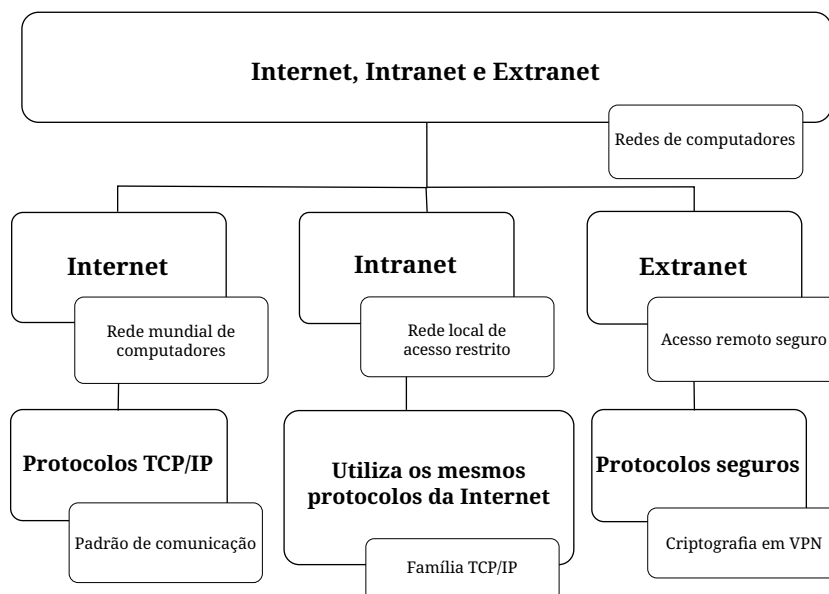 Internet, Intranet e Extranet
Redes de computadores
Internet
Rede mundial de
computadores
Intranet
Rede local de
acesso restrito
Extranet
Acesso remoto seguro
Protocolos TCP/IP
Padrão de comunicação
Utiliza os mesmos
protocolos da Internet
Família TCP/IP
Protocolos seguros
Criptografia em VPN